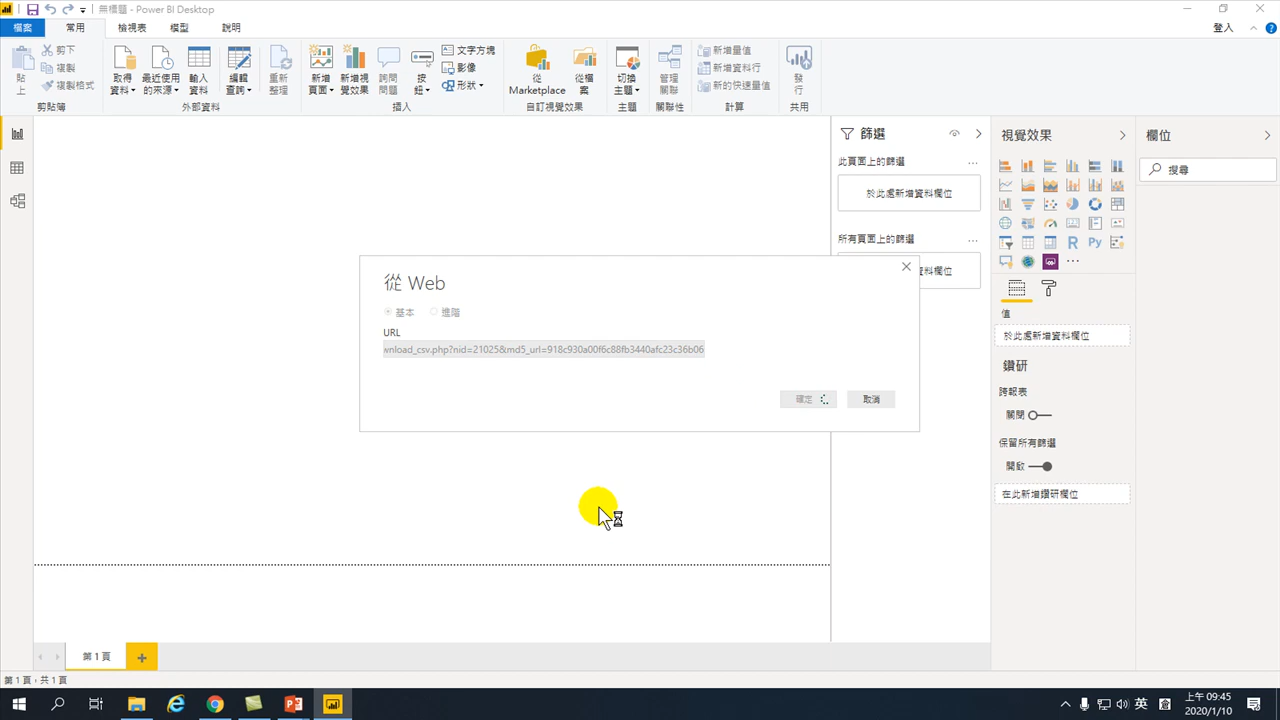 無標題 - Power BI Desktop
檔案
常用
檢視表
模型
說明
登入
貼上
剪下
複製
複製格式
剪貼簿
取得資料
最近使用的來源
輸入資料
編輯查詢
重新整理
外部資料
新增頁面
新增視覺效果
詢問問題
按鈕
文字方塊
影像
形狀
插入
從 Marketplace
從檔案
自訂視覺效果
切換主題
主題
管理關聯
關聯性
新增量值
新增資料行
新的快速量值
計算
發行
共用
篩選
此頁面上的篩選
於此處新增資料欄位
所有頁面上的篩選
資料欄位
視覺效果
R
Py
值
於此處新增資料欄位
鑽研
跨報表
關閉
保留所有篩選
開啟
在此新增鑽研欄位
欄位
搜尋
從 Web
基本
進階
URL
wnload_csv.php?nid=21025&md5_url=918c930a00f6c88fb3440afc23c36b06
確定
取消
第 1 頁
第 1 頁，共 1 頁
英
上午 09:45
2020/1/10